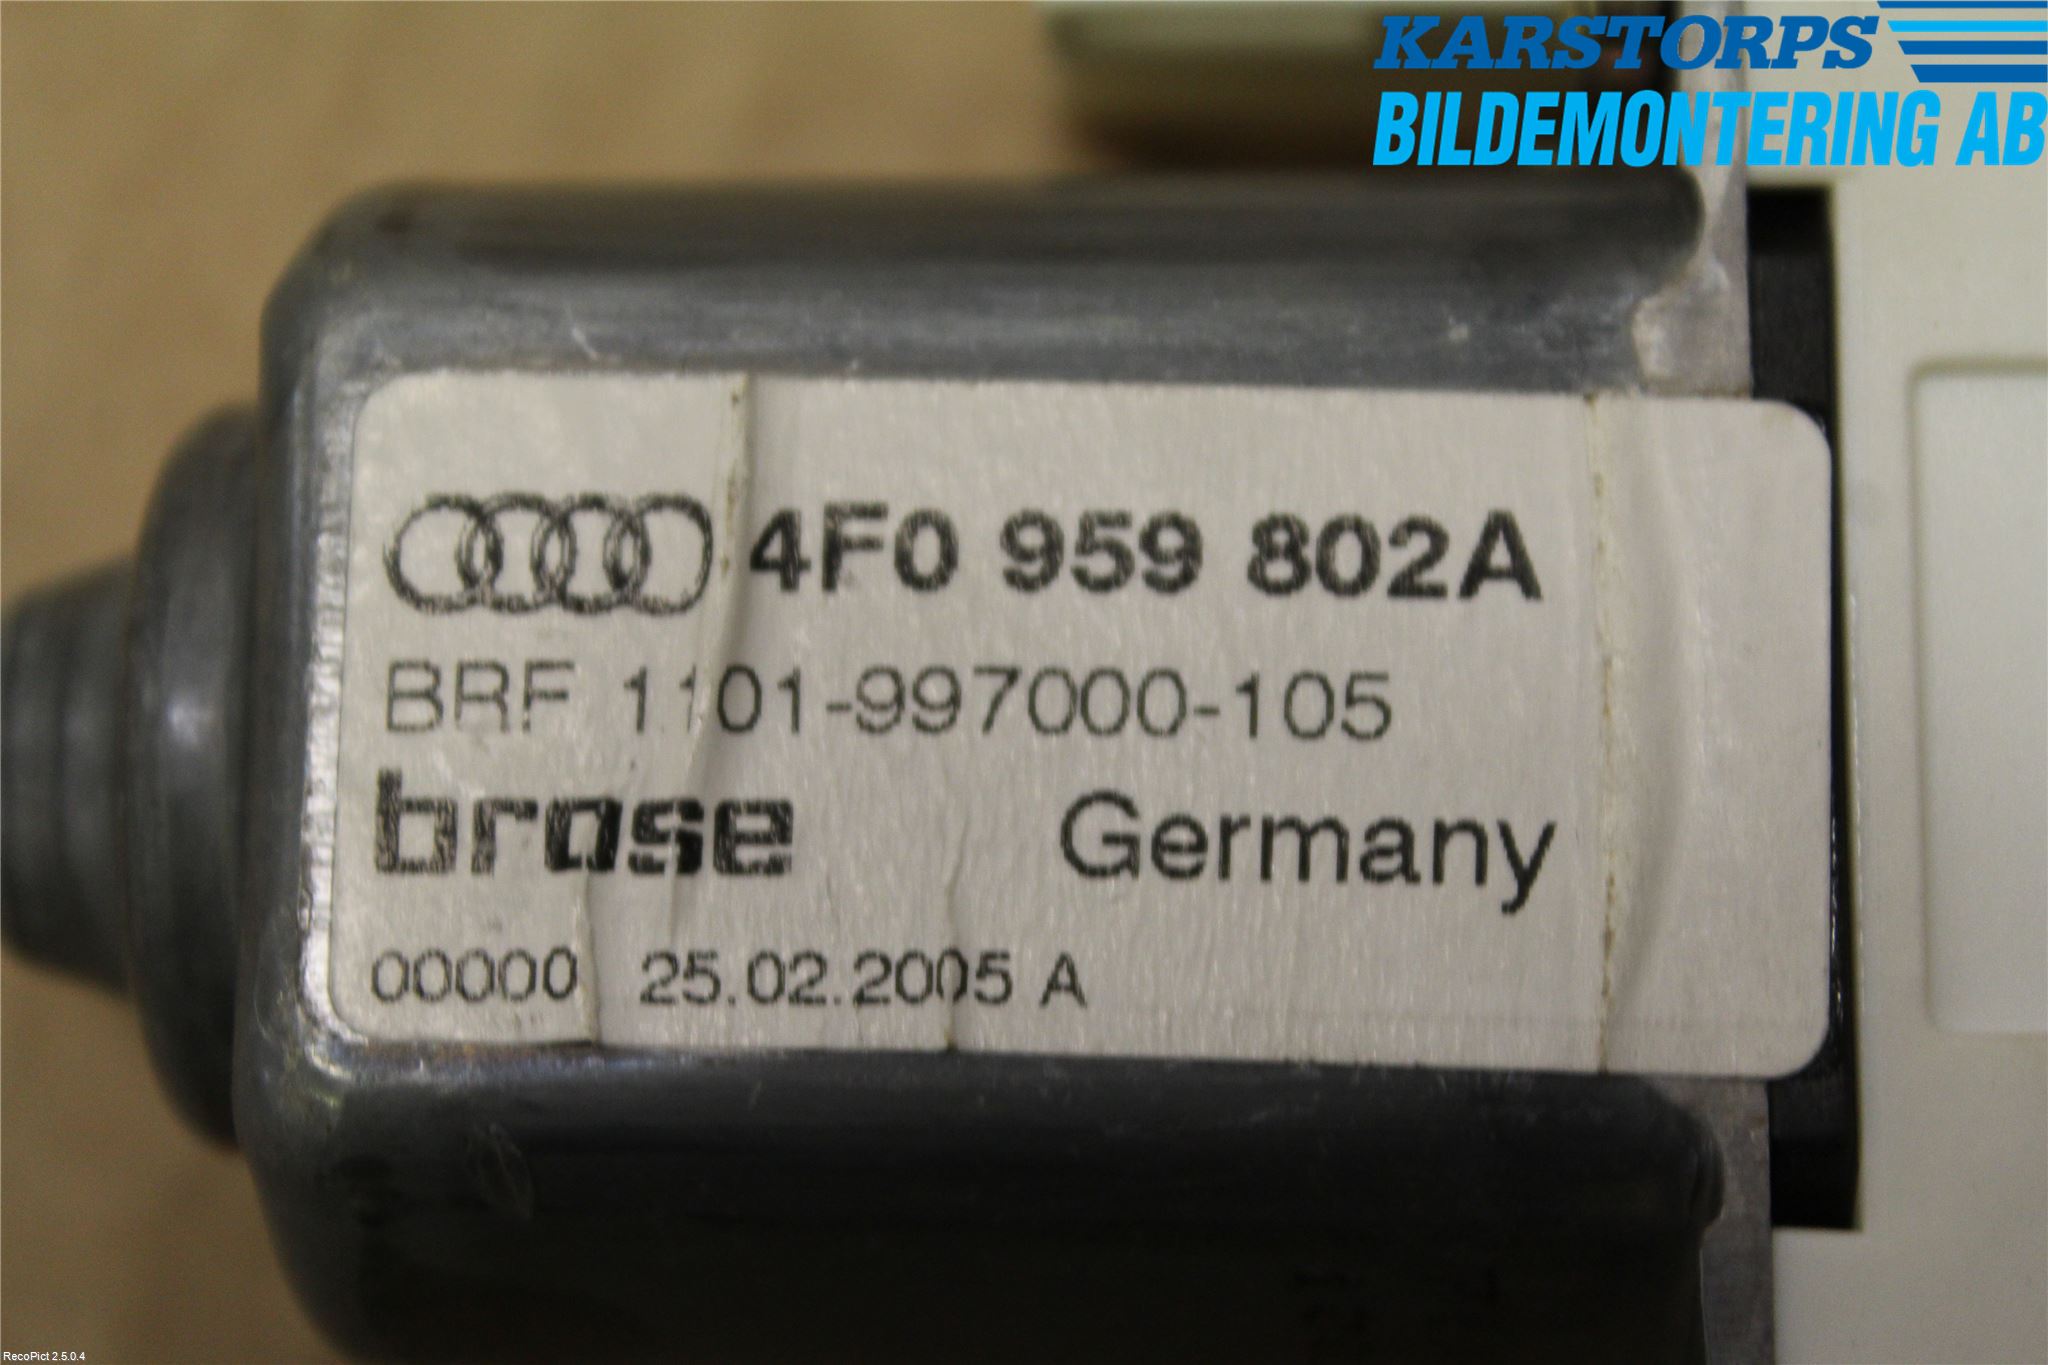 KARSTORPS
BILDEMONTERING AB
4F0 959 802A
BRF 1101-997000-105
brose Germany
00000 25.02.2005 A
RecoPict 2.5.0.4